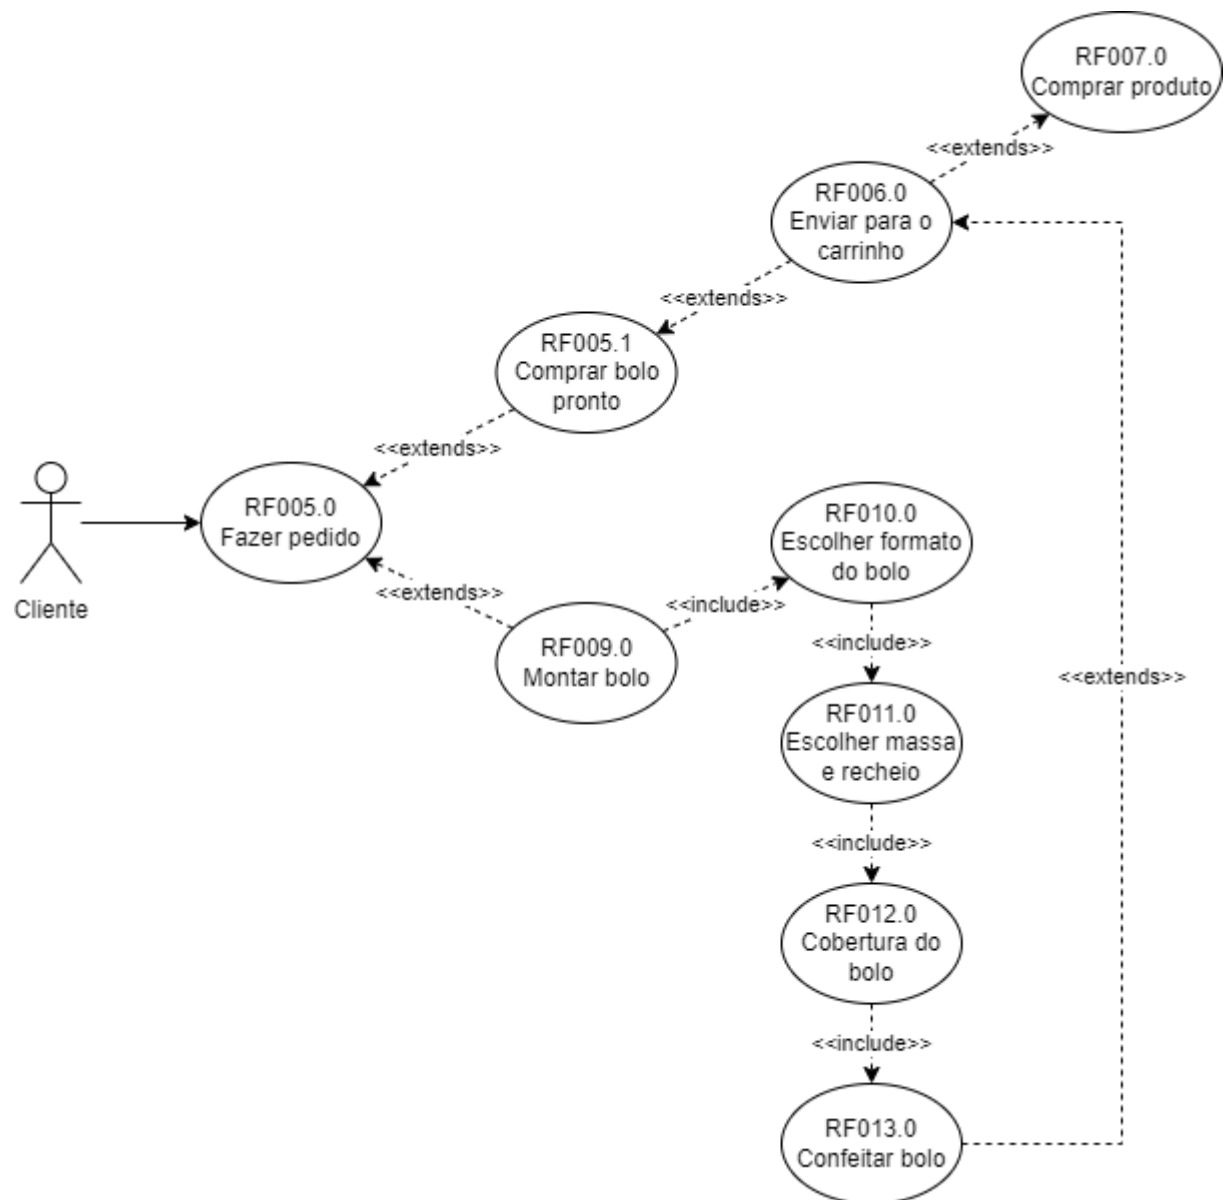 RF007.0
Comprar produto
<<extends>>
RF006.0
Enviar para o
carrinho
<<extends>>
RF005.1
Comprar bolo
pronto
<<extends>>
RF005.0
Fazer pedido
Cliente
<<extends>>
RF009.0
Montar bolo
<<include>>
RF010.0
Escolher formato
do bolo
<<include>>
RF011.0
Escolher massa
e recheio
<<extends>>
<<include>>
RF012.0
Cobertura do
bolo
<<include>>
RF013.0
Confeitar bolo